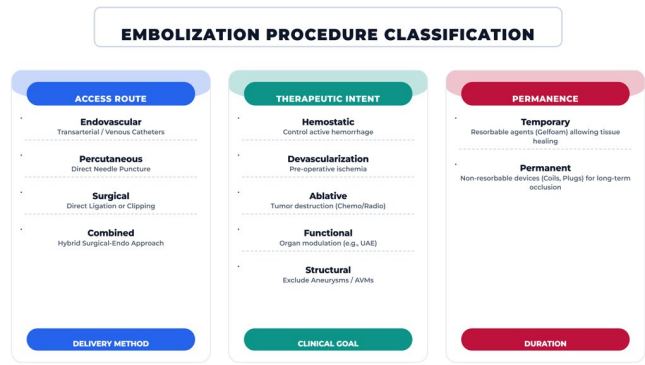 EMBOLIZATION PROCEDURE CLASSIFICATION
ACCESS ROUTE
Endovascular
Transarterial / Venous Catheters
Percutaneous
Direct Needle Puncture
Surgical
Direct Ligation or Clipping
Combined
Hybrid Surgical-Endo Approach
DELIVERY METHOD
THERAPEUTIC INTENT
Hemostatic
Control active hemorrhage
Devascularization
Pre-operative ischemia
Ablative
Tumor destruction (Chemo/Radio)
Functional
Organ modulation (e.g., UAE)
Structural
Exclude Aneurysms / AVMs
CLINICAL GOAL
PERMANENCE
Temporary
Resorbable agents (Gelfoam) allowing tissue
healing
Permanent
Non-resorbable devices (Coils, Plugs) for long-term
occlusion
DURATION